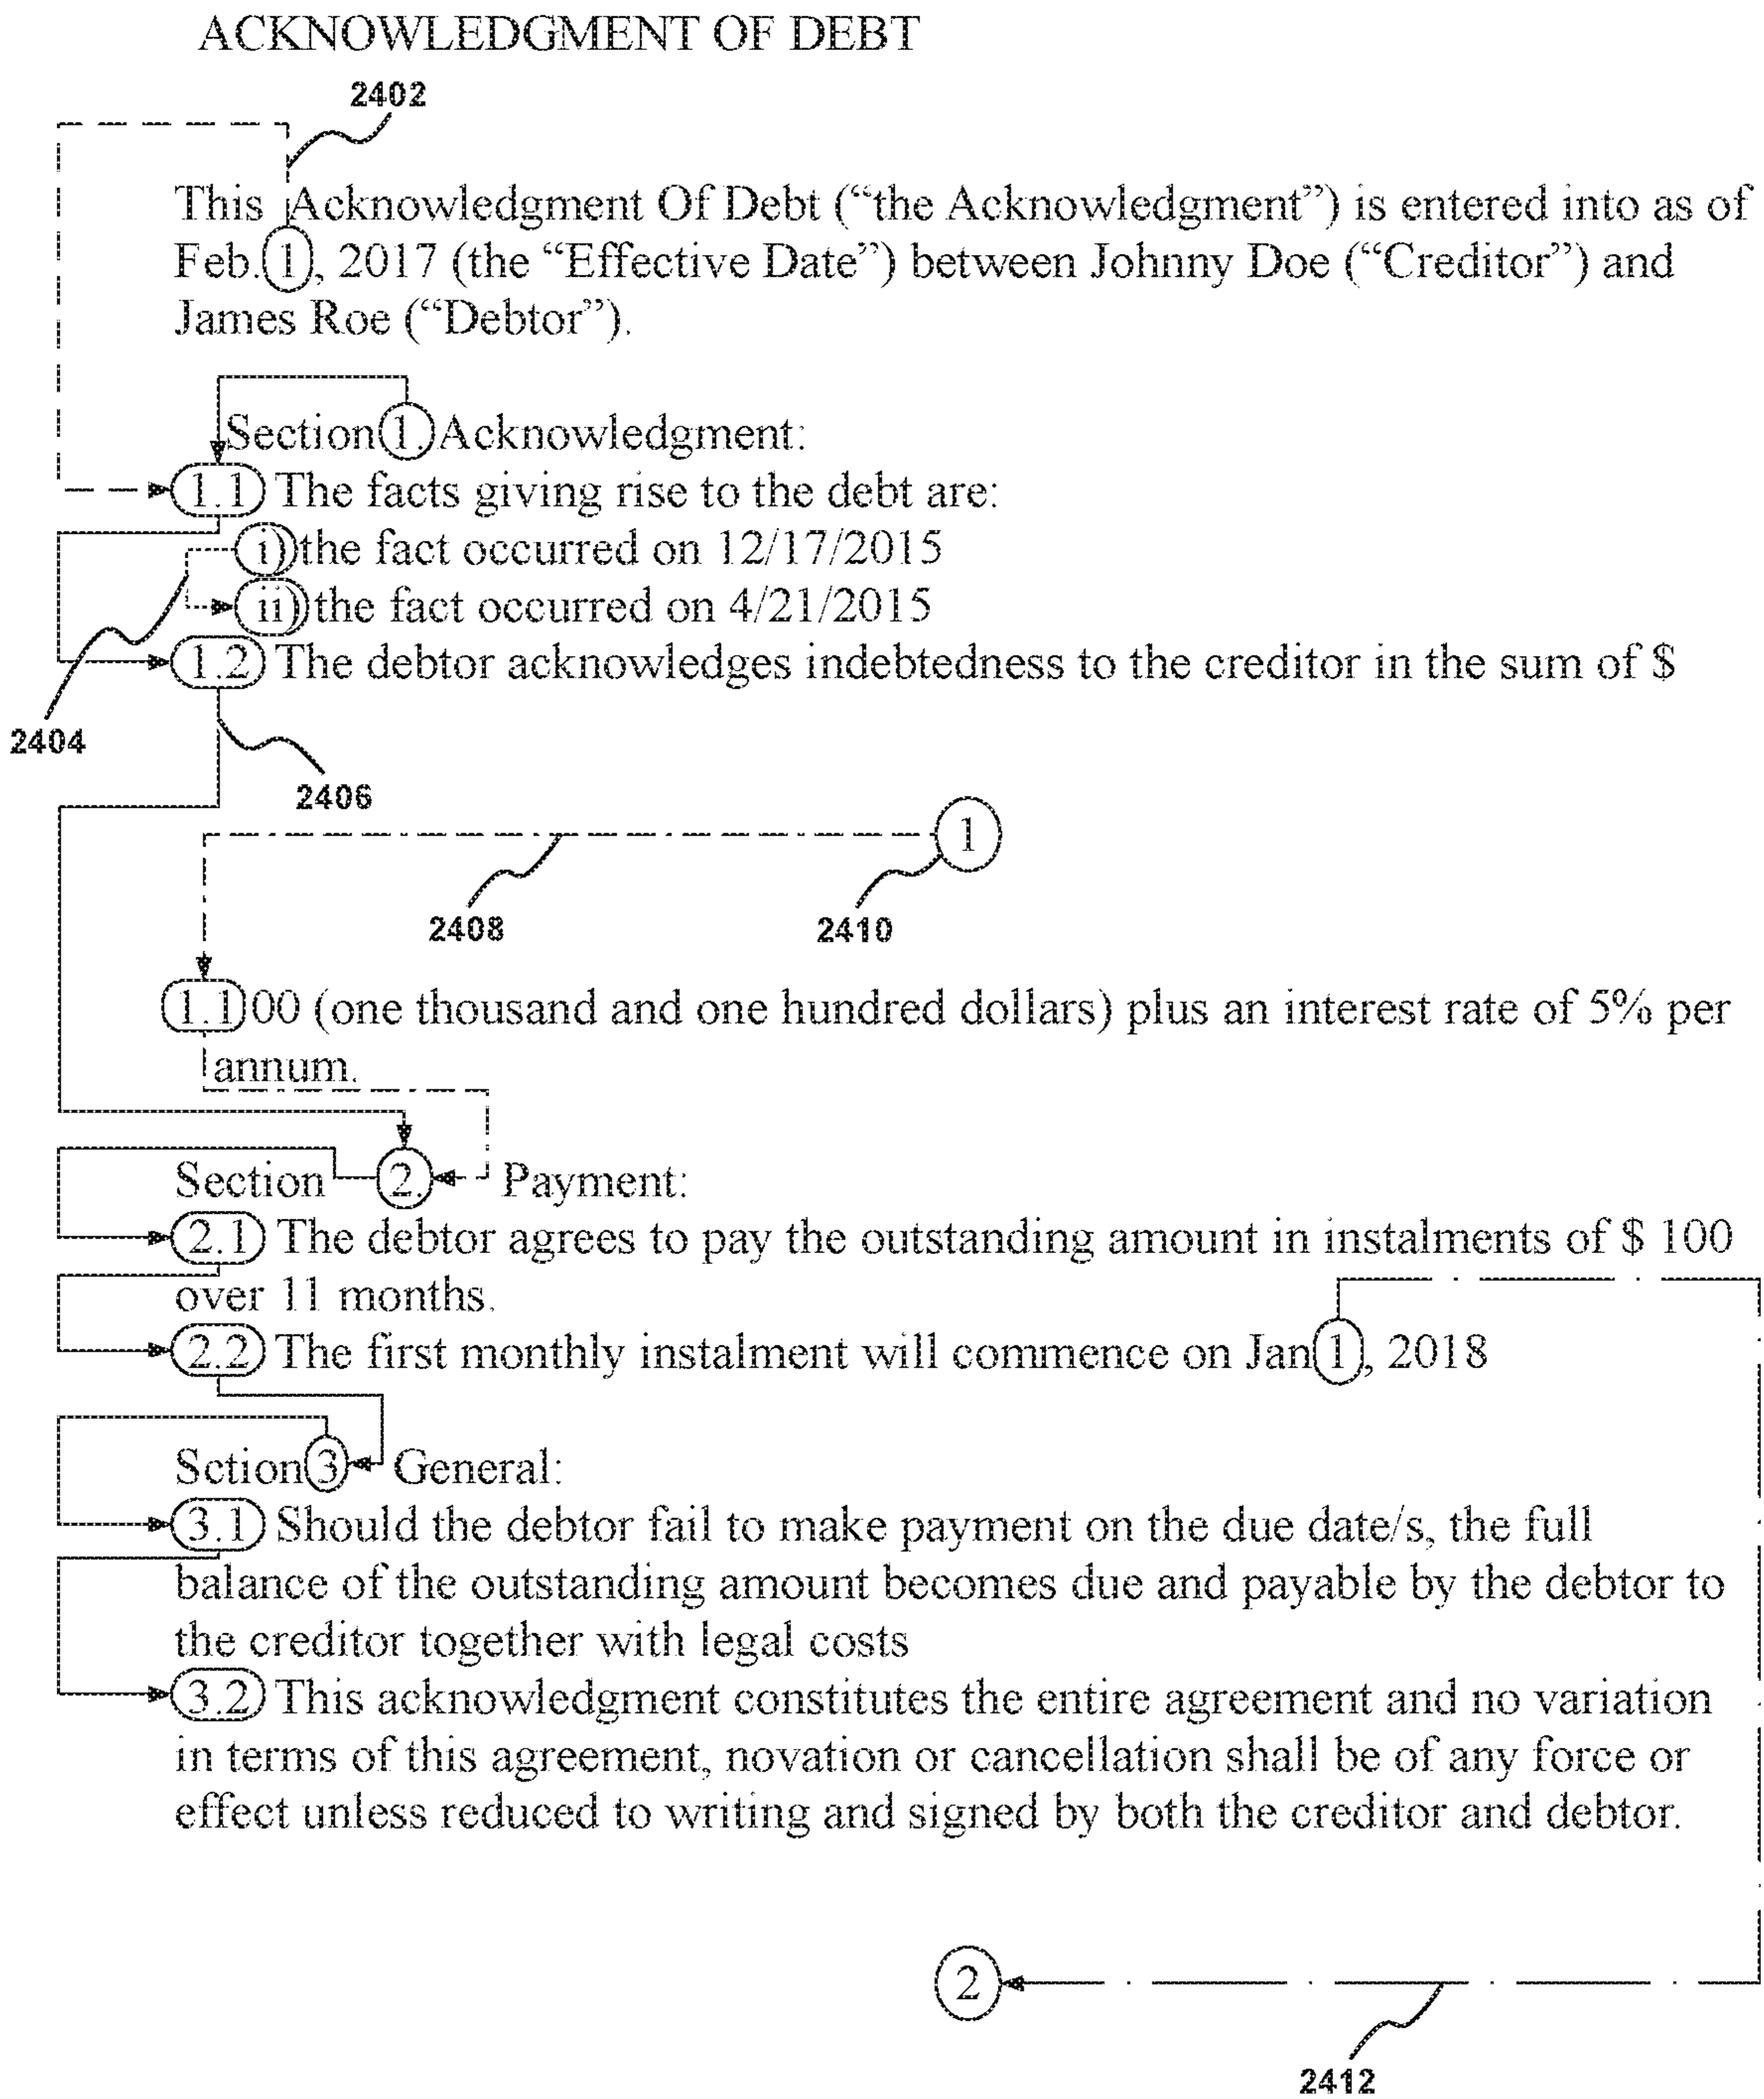 ACKNOWLEDGMENT OF DEBT
2402
This Acknowledgment Of Debt (“the Acknowledgment”) is entered into as of
Feb. 1, 2017 (the “Effective Date”) between Johnny Doe (“Creditor”) and
James Roe (“Debtor”).
Section 1. Acknowledgment:
1.1 The facts giving rise to the debt are:
i) the fact occurred on 12/17/2015
ii) the fact occurred on 4/21/2015
1.2 The debtor acknowledges indebtedness to the creditor in the sum of $
2404
2406
1
2408
2410
1.100 (one thousand and one hundred dollars) plus an interest rate of 5% per
annum.
Section 2. Payment:
2.1 The debtor agrees to pay the outstanding amount in instalments of $ 100
over 11 months.
2.2 The first monthly instalment will commence on Jan 1, 2018
Sction 3 General:
3.1 Should the debtor fail to make payment on the due date/s, the full
balance of the outstanding amount becomes due and payable by the debtor to
the creditor together with legal costs
3.2 This acknowledgment constitutes the entire agreement and no variation
in terms of this agreement, novation or cancellation shall be of any force or
effect unless reduced to writing and signed by both the creditor and debtor.
2
2412